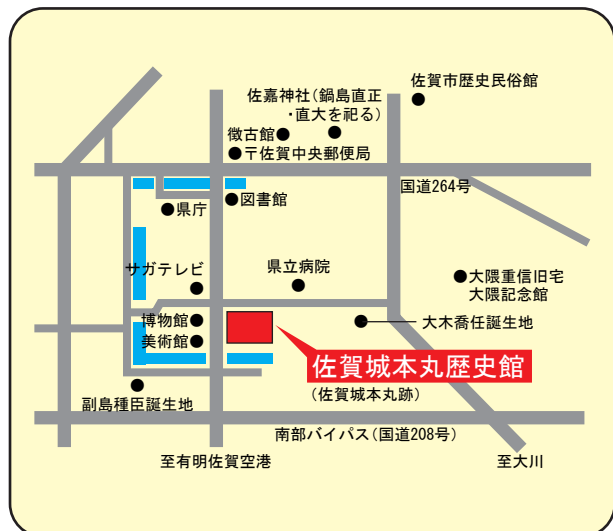 佐賀市歴史民俗館
佐嘉神社(鍋島直正
・直大を祀る)
徴古館
〒佐賀中央郵便局
国道264号
図書館
県庁
サガテレビ
県立病院
大隈重信旧宅
大隈記念館
博物館
美術館
大木喬任誕生地
佐賀城本丸歴史館
(佐賀城本丸跡)
副島種臣誕生地
南部バイパス(国道208号)
至有明佐賀空港
至大川